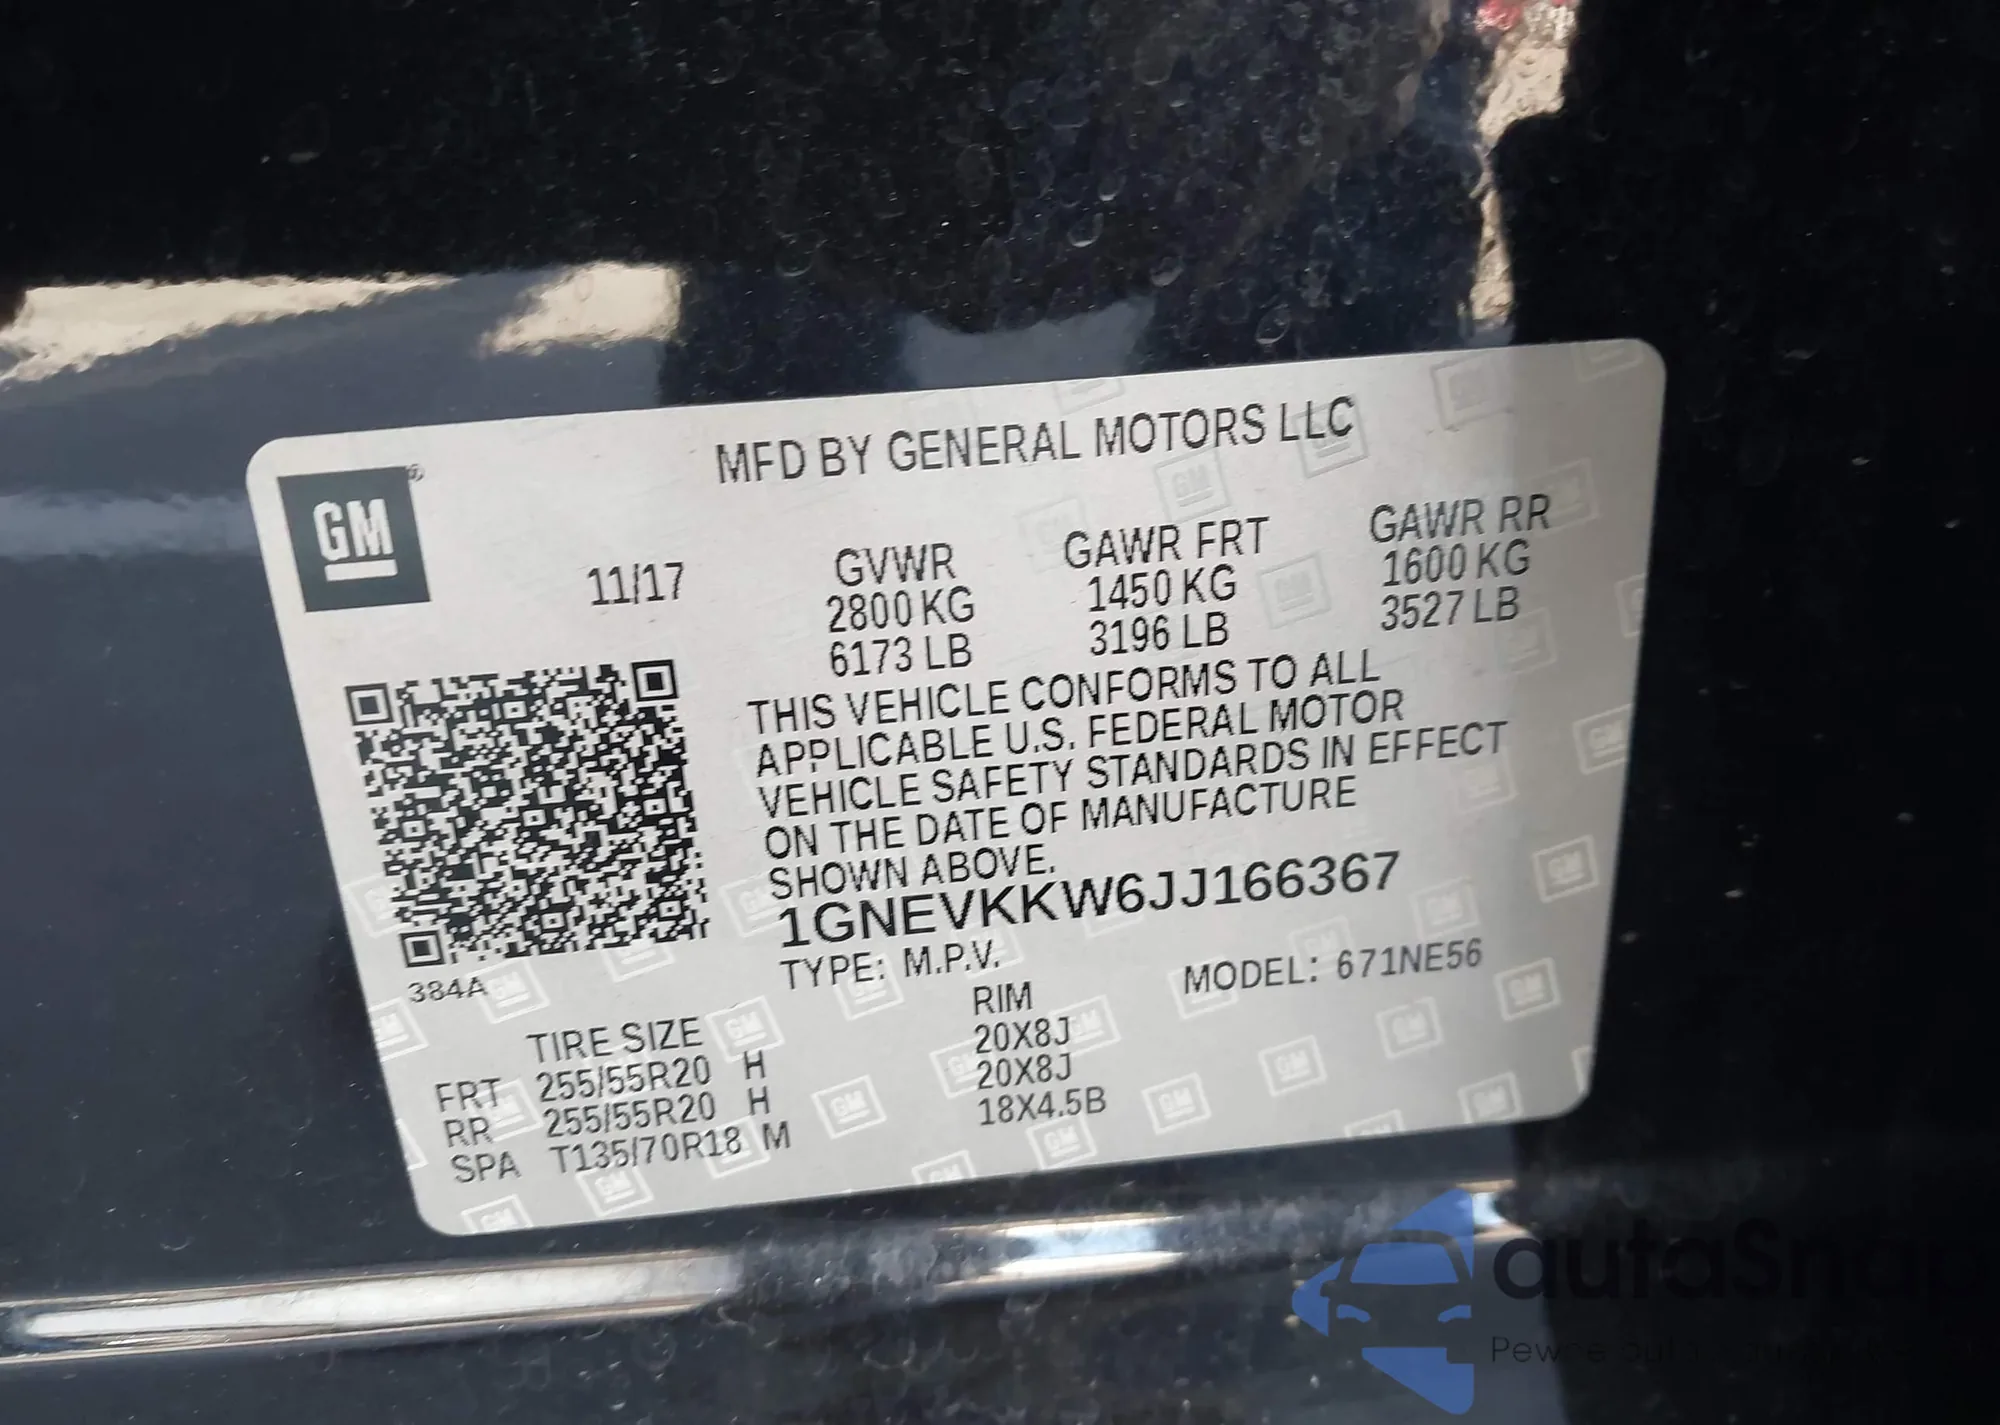 MFD BY GENERAL MOTORS LLC
GM ®
11/17
GVWR GAWR FRT GAWR RR
2800 KG 1450 KG 1600 KG
6173 LB 3196 LB 3527 LB
THIS VEHICLE CONFORMS TO ALL
APPLICABLE U.S. FEDERAL MOTOR
VEHICLE SAFETY STANDARDS IN EFFECT
ON THE DATE OF MANUFACTURE
SHOWN ABOVE.
1GNEVKKW6JJ166367
TYPE: M.P.V. MODEL: 671NE56
384A
TIRE SIZE RIM
FRT 255/55R20 H 20X8J
RR 255/55R20 H 20X8J
SPA T135/70R18 M 18X4.5B
autaSnap